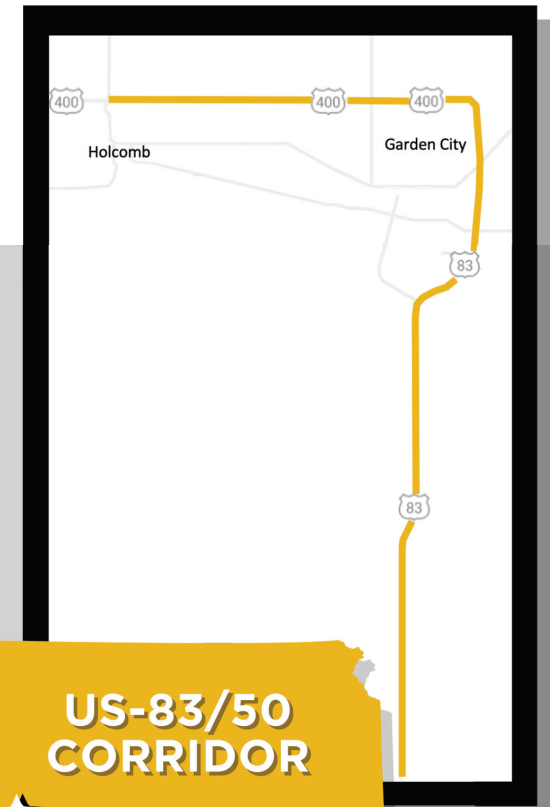 400 400 400
Holcomb
Garden City
83
83
US-83/50
CORRIDOR